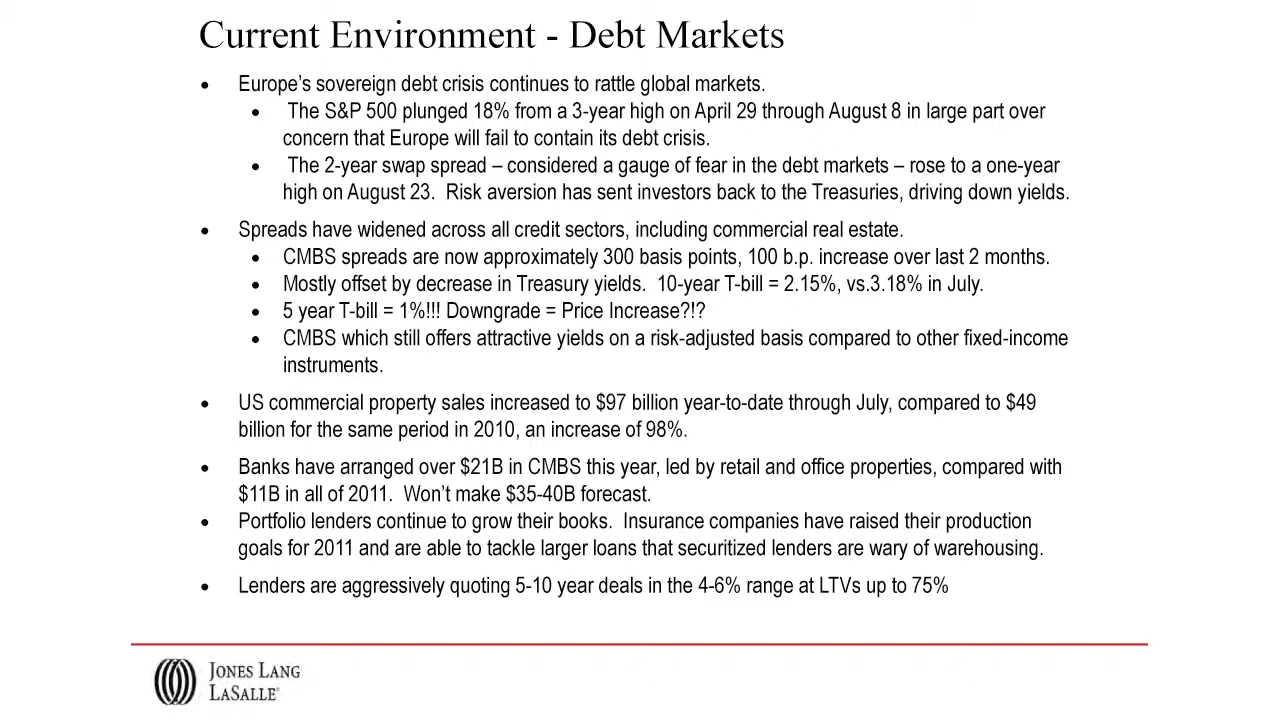 Current Environment - Debt Markets
• Europe's sovereign debt crisis continues to rattle global markets.
• The S&P 500 plunged 18% from a 3-year high on April 29 through August 8 in large part over
concern that Europe will fail to contain its debt crisis.
• The 2-year swap spread – considered a gauge of fear in the debt markets – rose to a one-year
high on August 23. Risk aversion has sent investors back to the Treasuries, driving down yields.
• Spreads have widened across all credit sectors, including commercial real estate.
• CMBS spreads are now approximately 300 basis points, 100 b.p. increase over last 2 months.
• Mostly offset by decrease in Treasury yields. 10-year T-bill = 2.15%, vs.3.18% in July.
• 5 year T-bill = 1%!!! Downgrade = Price Increase?!?
• CMBS which still offers attractive yields on a risk-adjusted basis compared to other fixed-income
instruments.
• US commercial property sales increased to $97 billion year-to-date through July, compared to $49
billion for the same period in 2010, an increase of 98%.
• Banks have arranged over $21B in CMBS this year, led by retail and office properties, compared with
$11B in all of 2011. Won't make $35-40B forecast.
• Portfolio lenders continue to grow their books. Insurance companies have raised their production
goals for 2011 and are able to tackle larger loans that securitized lenders are wary of warehousing.
• Lenders are aggressively quoting 5-10 year deals in the 4-6% range at LTVs up to 75%
JONES LANG
LASALLE®